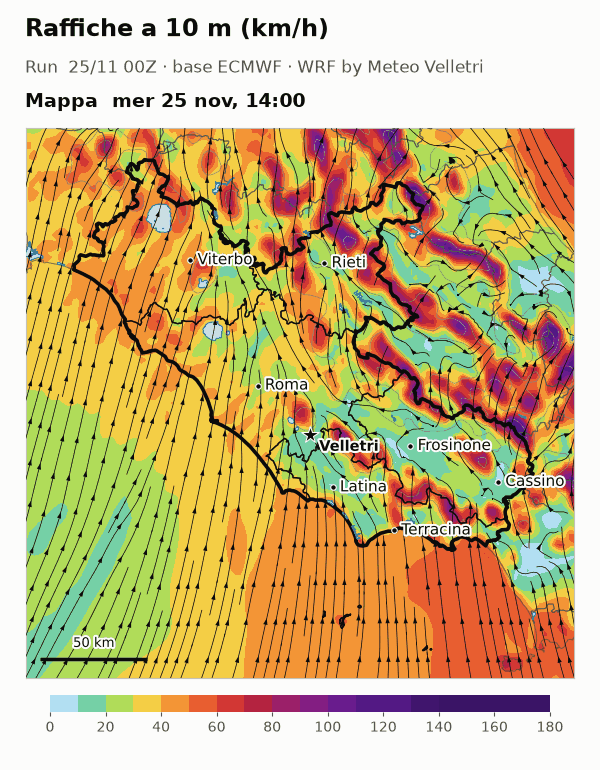 Raffiche a 10 m (km/h)
Run  25/11 00Z · base ECMWF · WRF by Meteo Velletri
Mappa  mer 25 nov, 14:00
Viterbo
Rieti
Roma
Velletri
Frosinone
Cassino
Latina
Terracina
50 km
0 20 40 60 80 100 120 140 160 180